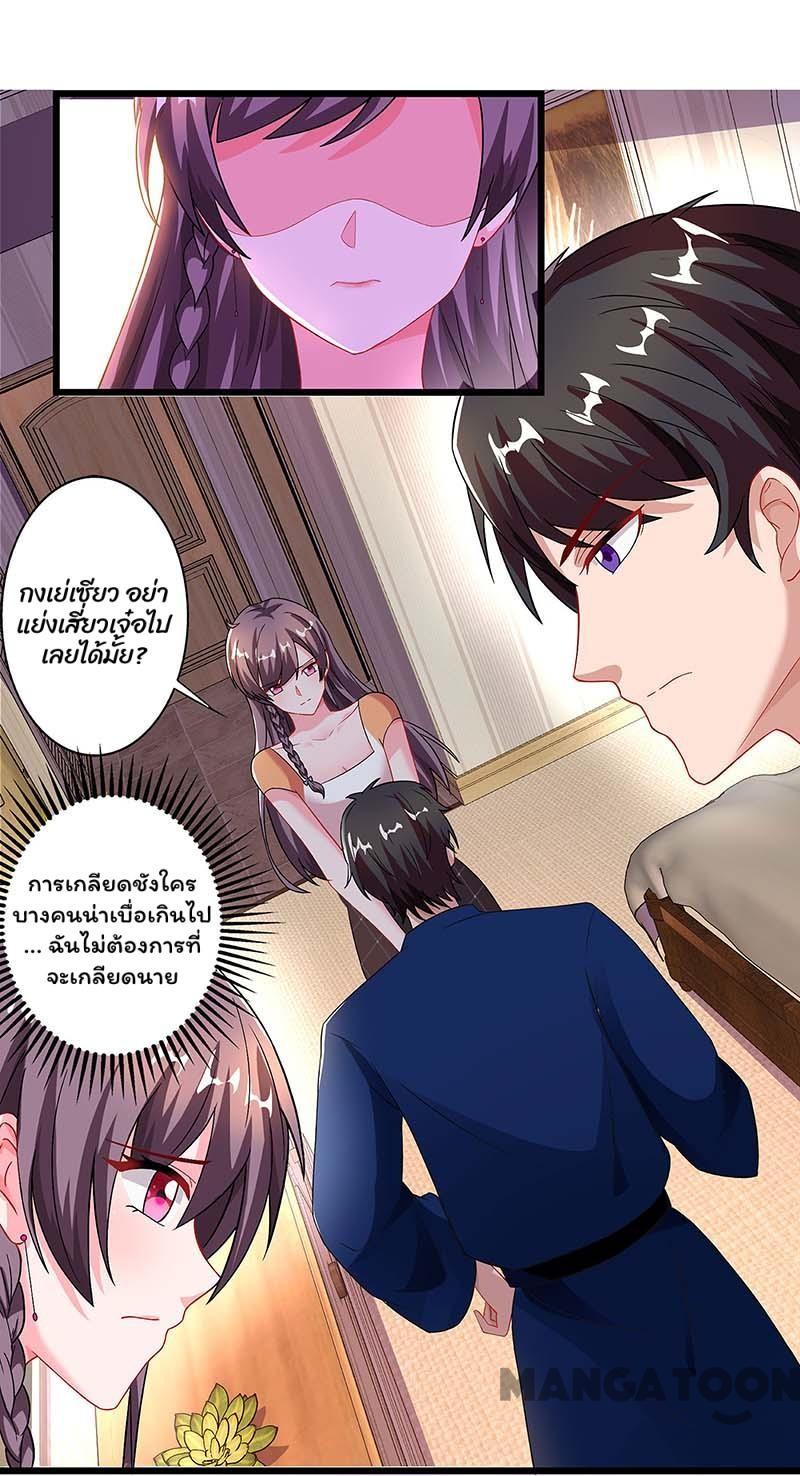 กงเย่เซียว อย่า
แย่งเสี่ยวเจ๋อไป
เลยได้มั้ย?
การเกลียดชังใคร
บางคนน่าเบื่อเกินไป
... ฉันไม่ต้องการที่
จะเกลียดนาย
MANGATOON